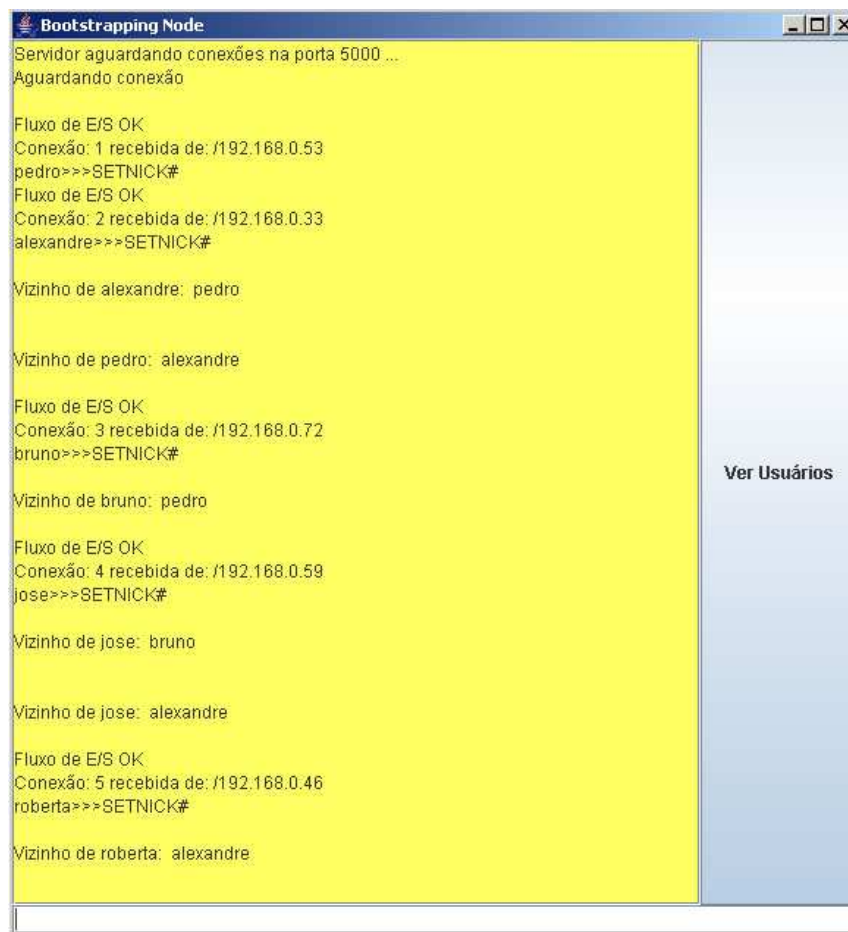 Bootstrapping Node
Servidor aguardando conexões na porta 5000 ...
Aguardando conexão
Fluxo de E/S OK
Conexão: 1 recebida de: /192.168.0.53
pedro>>>SETNICK#
Fluxo de E/S OK
Conexão: 2 recebida de: /192.168.0.33
alexandre>>>SETNICK#
Vizinho de alexandre: pedro
Vizinho de pedro: alexandre
Fluxo de E/S OK
Conexão: 3 recebida de: /192.168.0.72
bruno>>>SETNICK#
Vizinho de bruno: pedro
Fluxo de E/S OK
Conexão: 4 recebida de: /192.168.0.59
jose>>>SETNICK#
Vizinho de jose: bruno
Vizinho de jose: alexandre
Fluxo de E/S OK
Conexão: 5 recebida de: /192.168.0.46
roberta>>>SETNICK#
Vizinho de roberta: alexandre
Ver Usuários